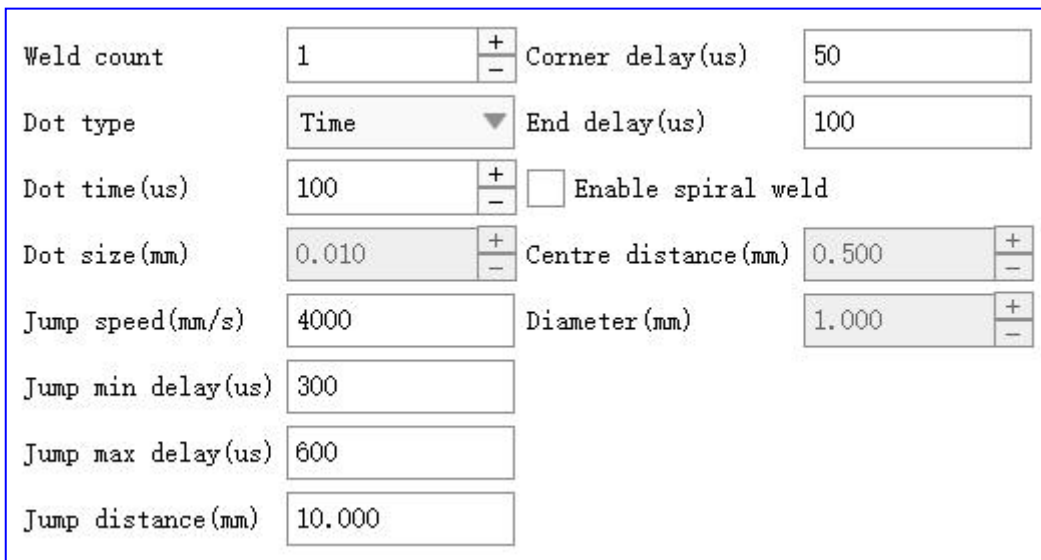 Weld count 1 + - Corner delay(us) 50
Dot type Time End delay(us) 100
Dot time(us) 100 + - Enable spiral weld
Dot size(mm) 0.010 + - Centre distance(mm) 0.500 + -
Jump speed(mm/s) 4000 Diameter(mm) 1.000 + -
Jump min delay(us) 300
Jump max delay(us) 600
Jump distance(mm) 10.000